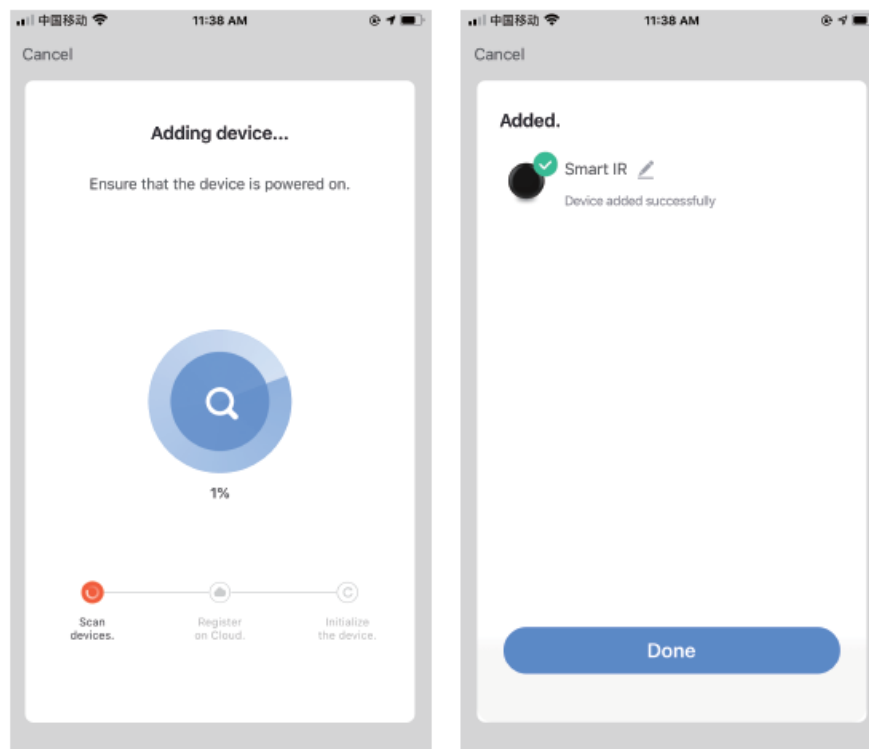 中国移动
11:38 AM
Cancel
Adding device...
Ensure that the device is powered on.
1%
Scan
devices.
Register
on Cloud.
Initialize
the device.
中国移动
11:38 AM
Cancel
Added.
Smart IR
Device added successfully
Done